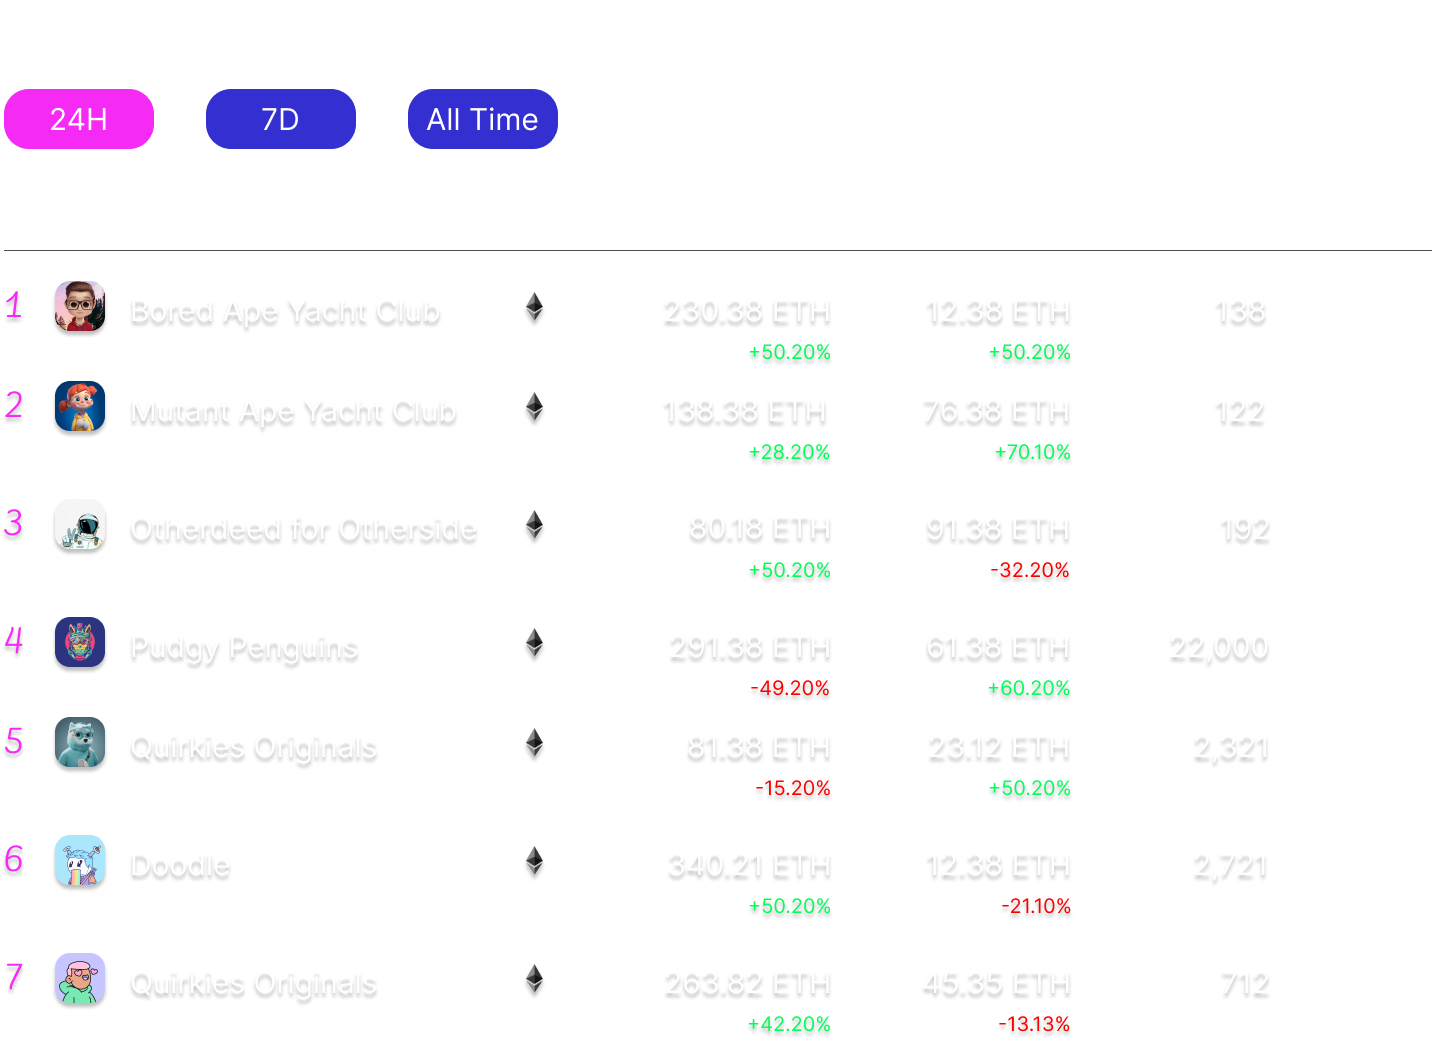 24H 7D All Time
1 Bored Ape Yacht Club 230.38 ETH 12.38 ETH 138
+50.20% +50.20%
2 Mutant Ape Yacht Club 138.38 ETH 76.38 ETH 122
+28.20% +70.10%
3 Otherdeed for Otherside 80.18 ETH 91.38 ETH 192
+50.20% -32.20%
4 Pudgy Penguins 291.38 ETH 61.38 ETH 22,000
-49.20% +60.20%
5 Quirkies Originals 81.38 ETH 23.12 ETH 2,321
-15.20% +50.20%
6 Doodle 340.21 ETH 12.38 ETH 2,721
+50.20% -21.10%
7 Quirkies Originals 263.82 ETH 45.35 ETH 712
+42.20% -13.13%